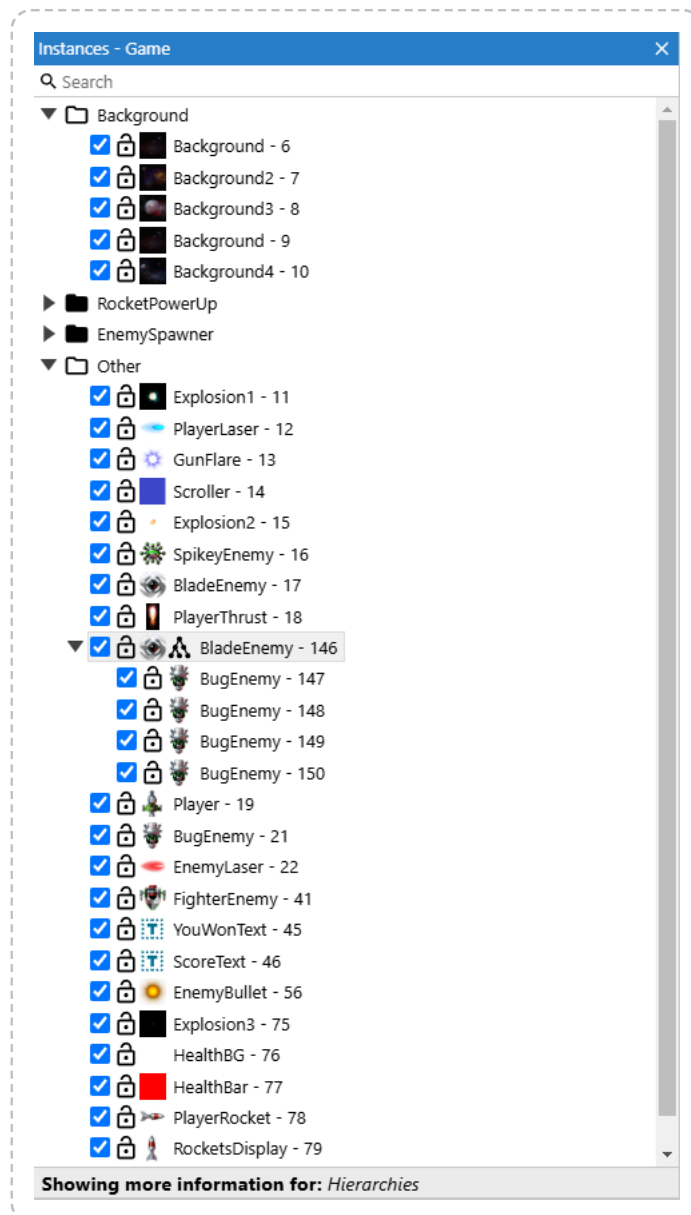 Instances - Game
Search
Background
Background - 6
Background2 - 7
Background3 - 8
Background - 9
Background4 - 10
RocketPowerUp
EnemySpawner
Other
Explosion1 - 11
PlayerLaser - 12
GunFlare - 13
Scroller - 14
Explosion2 - 15
SpikeyEnemy - 16
BladeEnemy - 17
PlayerThrust - 18
BladeEnemy - 146
BugEnemy - 147
BugEnemy - 148
BugEnemy - 149
BugEnemy - 150
Player - 19
BugEnemy - 21
EnemyLaser - 22
FighterEnemy - 41
YouWonText - 45
ScoreText - 46
EnemyBullet - 56
Explosion3 - 75
HealthBG - 76
HealthBar - 77
PlayerRocket - 78
RocketsDisplay - 79
Showing more information for: Hierarchies